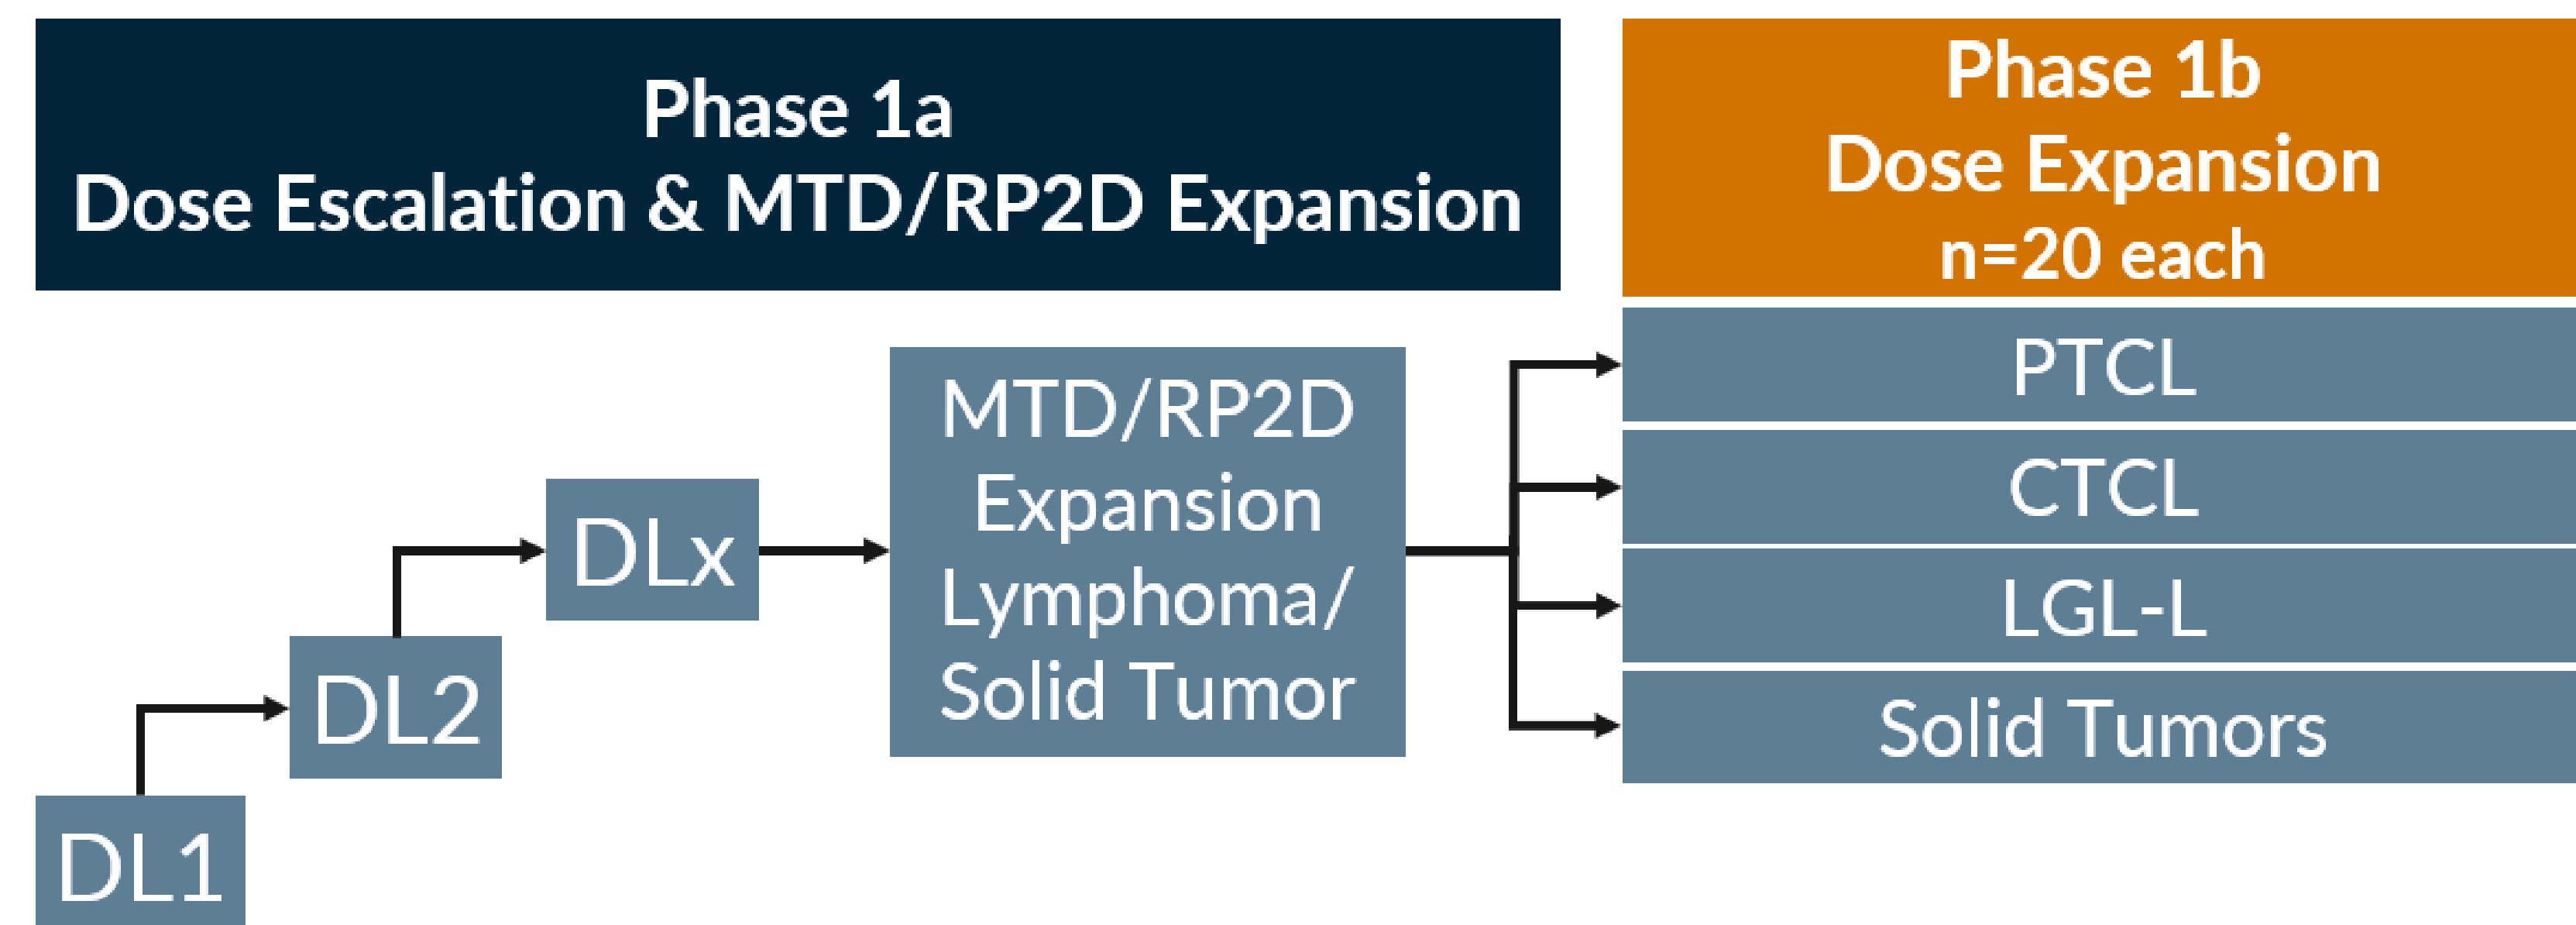 Phase 1a
Dose Escalation & MTD/RP2D Expansion
Phase 1b
Dose Expansion
n=20 each
DL1
DL2
DLx
MTD/RP2D
Expansion
Lymphoma/
Solid Tumor
PTCL
CTCL
LGL-L
Solid Tumors